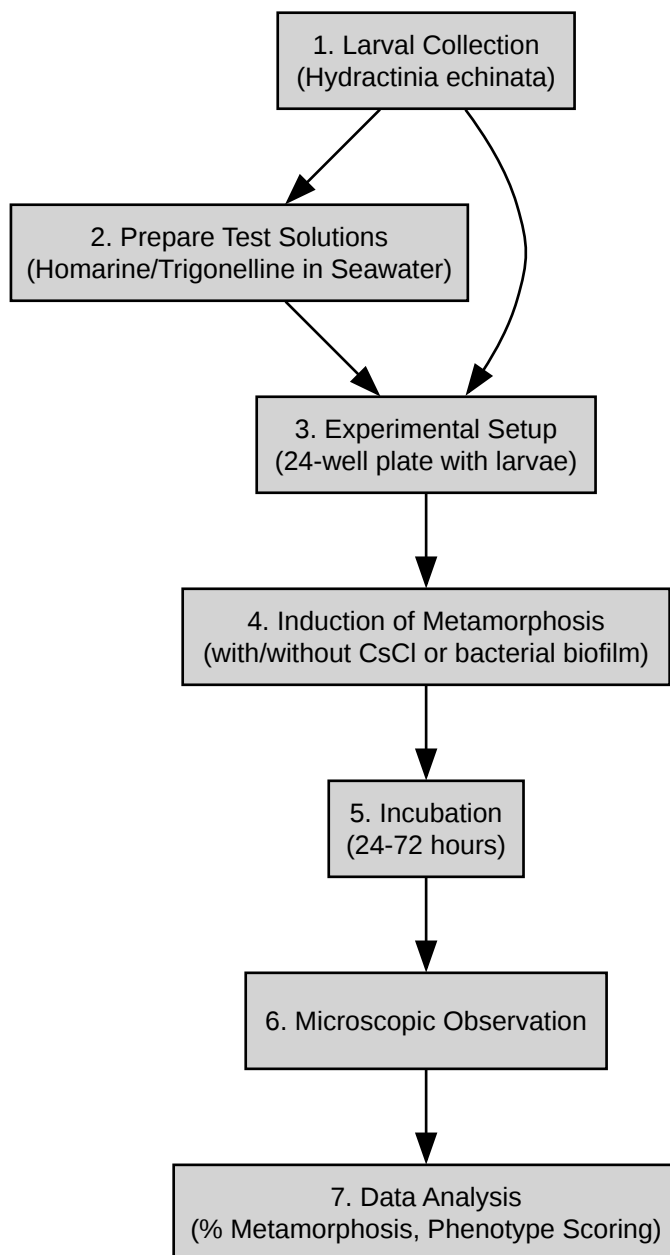 1. Larval Collection
(Hydractinia echinata)
2. Prepare Test Solutions
(Homarine/Trigonelline in Seawater)
3. Experimental Setup
(24-well plate with larvae)
4. Induction of Metamorphosis
(with/without CsCl or bacterial biofilm)
5. Incubation
(24-72 hours)
6. Microscopic Observation
7. Data Analysis
(% Metamorphosis, Phenotype Scoring)